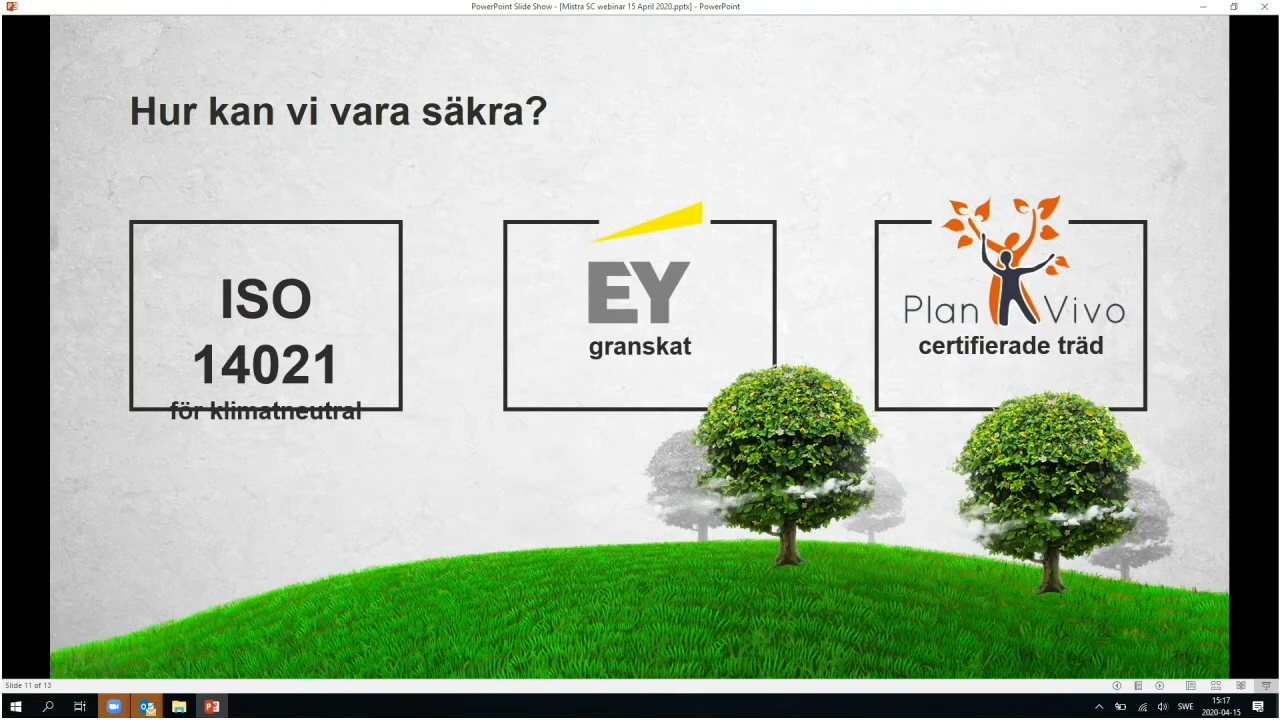 PowerPoint Slide Show - [Mistra SC webinar 15 April 2020.pptx] - PowerPoint
Hur kan vi vara säkra?
ISO
14021
för klimatneutral
EY
granskat
Plan Vivo
certifierade träd
Slide 11 of 13
SWE
15:17
2020-04-15